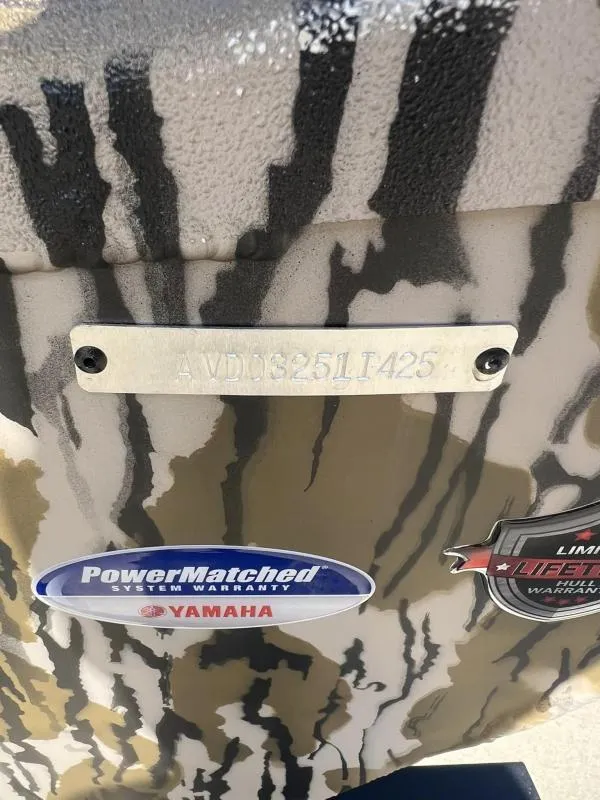 AVD03251I425
PowerMatched®
SYSTEM WARRANTY
YAMAHA
HULL